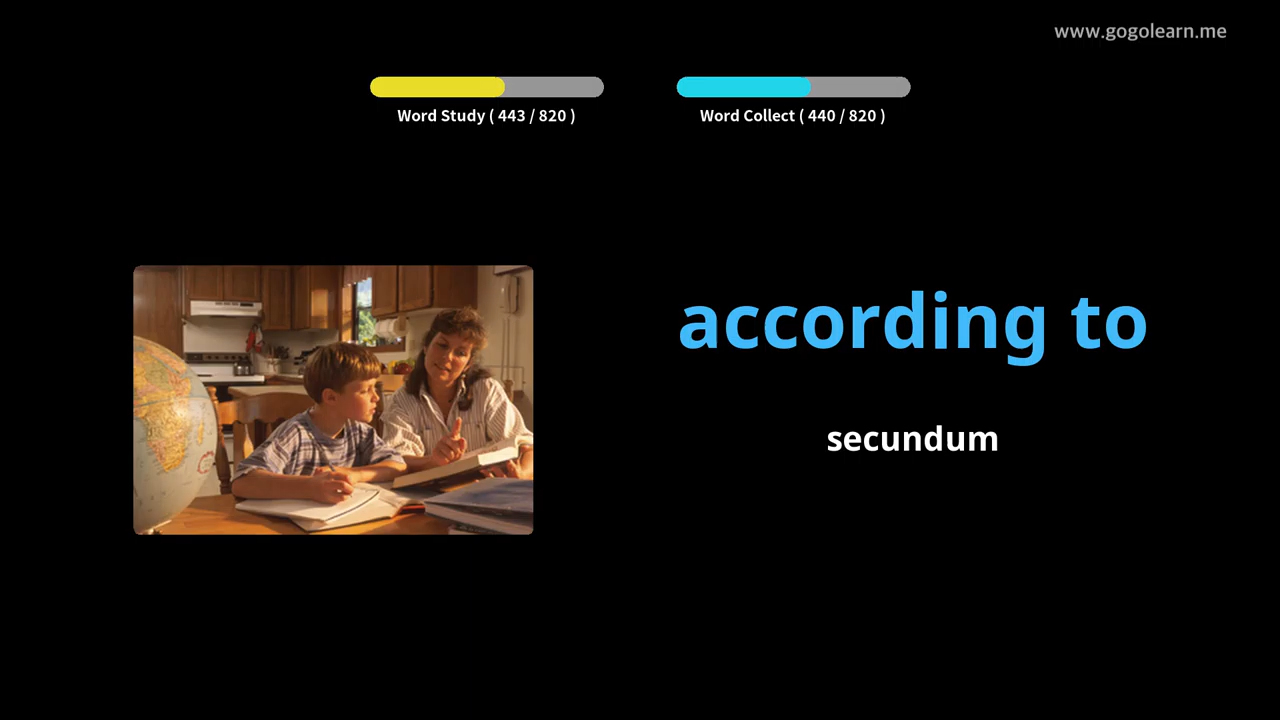 www.gogolearn.me
Word Study ( 443 / 820 )
Word Collect ( 440 / 820 )
according to
secundum